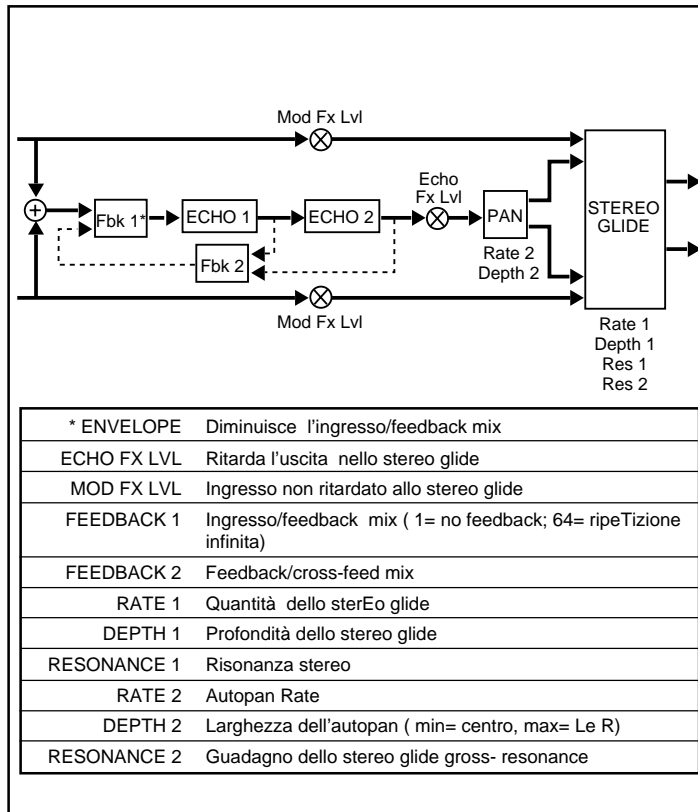 Mod Fx Lvl
Echo
Fx Lvl
+
Fbk 1*
ECHO 1
ECHO 2
PAN
STEREO
GLIDE
Fbk 2
Rate 2
Depth 2
Mod Fx Lvl
Rate 1
Depth 1
Res 1
Res 2
* ENVELOPE Diminuisce l'ingresso/feedback mix
ECHO FX LVL Ritarda l'uscita nello stereo glide
MOD FX LVL Ingresso non ritardato allo stereo glide
FEEDBACK 1 Ingresso/feedback mix ( 1= no feedback; 64= ripeTizione
infinita)
FEEDBACK 2 Feedback/cross-feed mix
RATE 1 Quantità dello sterEo glide
DEPTH 1 Profondità dello stereo glide
RESONANCE 1 Risonanza stereo
RATE 2 Autopan Rate
DEPTH 2 Larghezza dell'autopan ( min= centro, max= Le R)
RESONANCE 2 Guadagno dello stereo glide gross- resonance